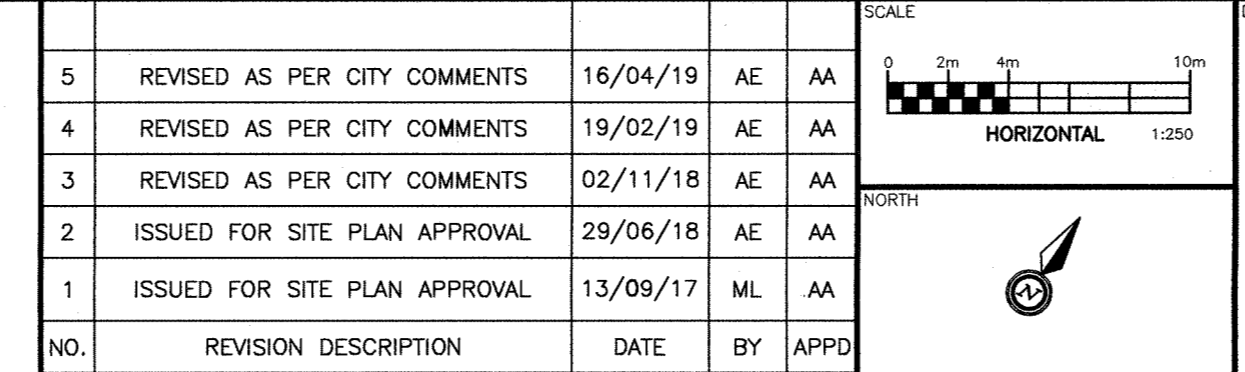 5 REVISED AS PER CITY COMMENTS 16/04/19 AE AA
4 REVISED AS PER CITY COMMENTS 19/02/19 AE AA
3 REVISED AS PER CITY COMMENTS 02/11/18 AE AA
2 ISSUED FOR SITE PLAN APPROVAL 29/06/18 AE AA
1 ISSUED FOR SITE PLAN APPROVAL 13/09/17 ML AA
NO. REVISION DESCRIPTION DATE BY APPD
SCALE
0 2m 4m 10m
HORIZONTAL 1:250
NORTH
N